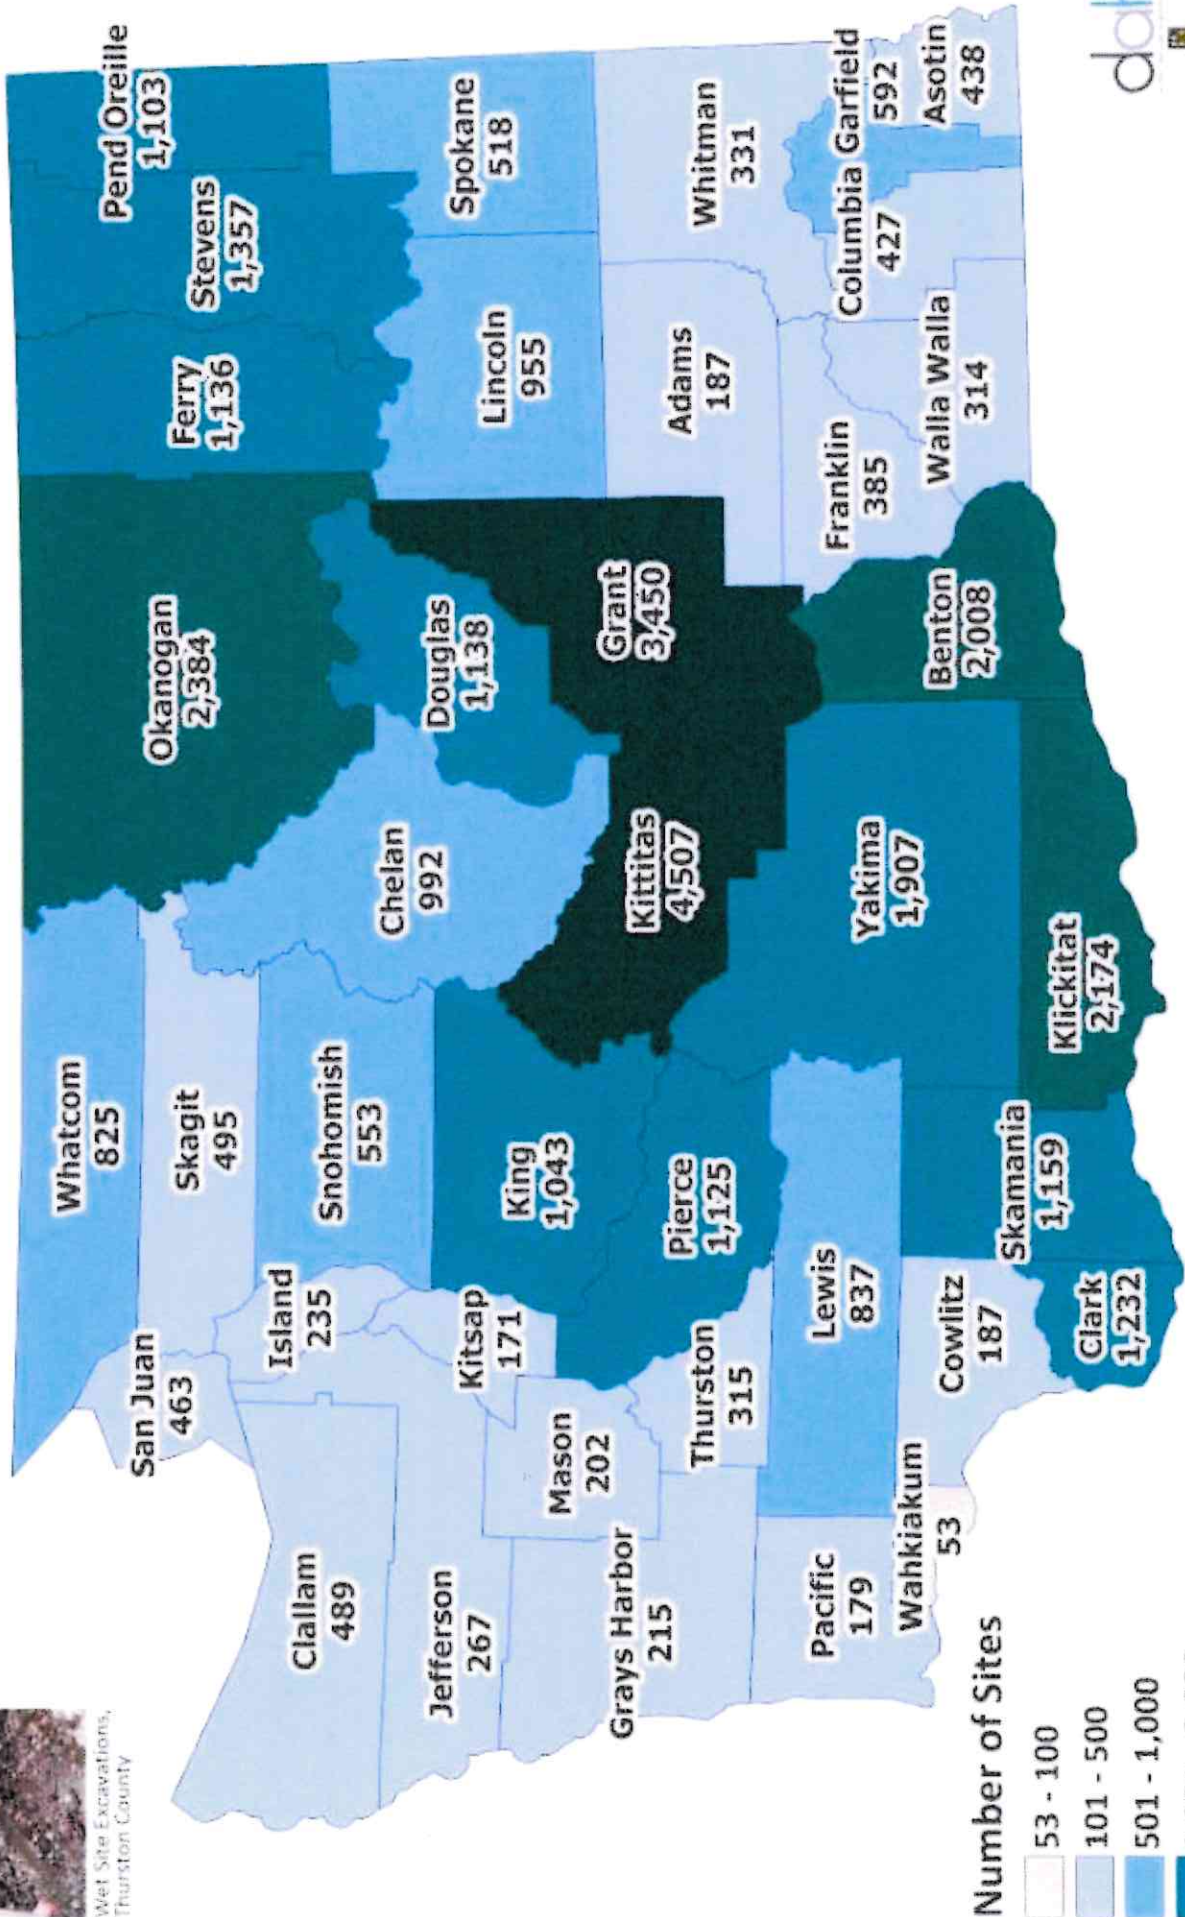 Wet Site Excavations,
Thurston County
Whatcom
825
San Juan
463
Skagit
495
Island
235
Snohomish
553
Clallam
489
Jefferson
267
Kitsap
171
King
1,043
Mason
202
Grays Harbor
215
Pierce
1,125
Thurston
315
Pacific
179
Lewis
837
Wahkiakum
53
Cowlitz
187
Clark
1,232
Skamania
1,159
Okanogan
2,384
Chelan
992
Douglas
1,138
Kittitas
4,507
Grant
3,450
Yakima
1,907
Klickitat
2,174
Benton
2,008
Ferry
1,136
Stevens
1,357
Pend Oreille
1,103
Lincoln
955
Spokane
518
Adams
187
Whitman
331
Franklin
385
Walla Walla
314
Columbia
427
Garfield
592
Asotin
438
Number of Sites
53 - 100
101 - 500
501 - 1,000